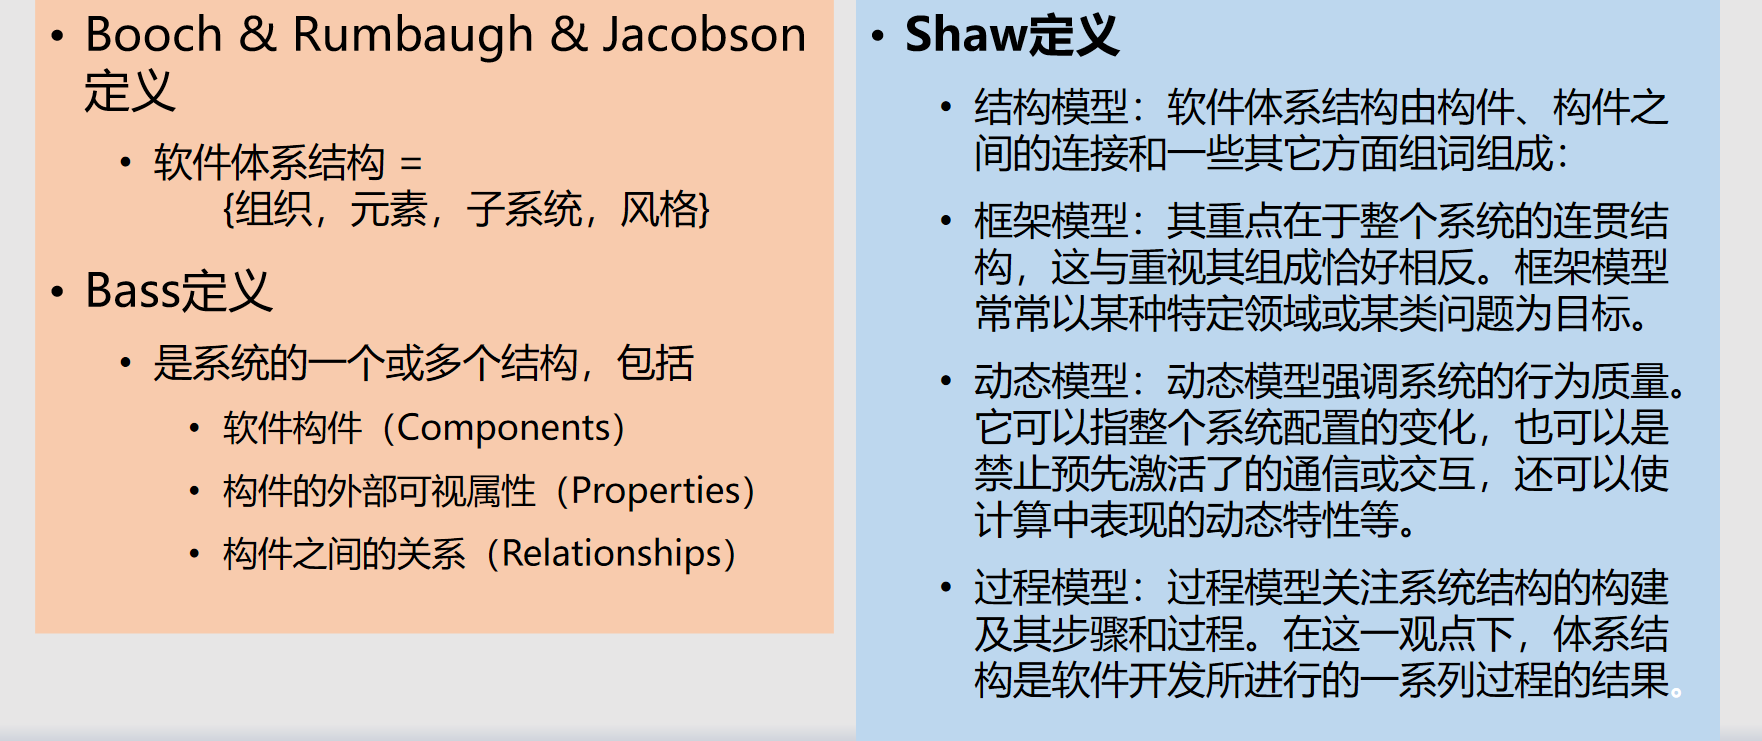 • Booch & Rumbaugh & Jacobson
定义
• 软件体系结构 =
{组织，元素，子系统，风格}
• Bass定义
• 是系统的一个或多个结构，包括
• 软件构件（Components）
• 构件的外部可视属性（Properties）
• 构件之间的关系（Relationships）
• Shaw定义
• 结构模型：软件体系结构由构件、构件之
间的连接和一些其它方面组词组成：
• 框架模型：其重点在于整个系统的连贯结
构，这与重视其组成恰好相反。框架模型
常常以某种特定领域或某类问题为目标。
• 动态模型：动态模型强调系统的行为质量。
它可以指整个系统配置的变化，也可以是
禁止预先激活了的通信或交互，还可以使
计算中表现的动态特性等。
• 过程模型：过程模型关注系统结构的构建
及其步骤和过程。在这一观点下，体系结
构是软件开发所进行的一系列过程的结果。